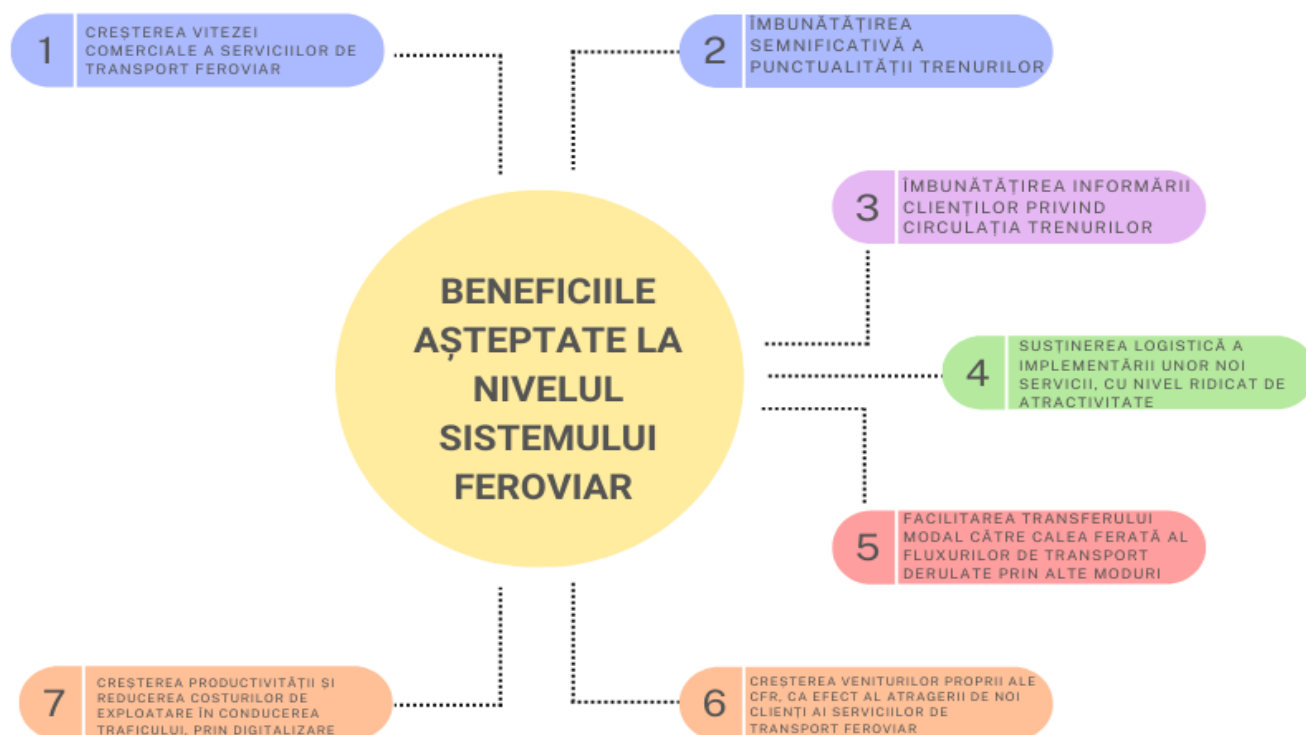 1
CREȘTEREA VITEZEI
COMERCIALE A SERVICIILOR DE
TRANSPORT FEROVIAR
2
ÎMBUNĂTĂȚIREA
SEMNIFICATIVĂ A
PUNCTUALITĂȚII TRENURILOR
3
ÎMBUNĂTĂȚIREA INFORMĂRII
CLIENȚILOR PRIVIND
CIRCULAȚIA TRENURILOR
BENEFICIILE
AȘTEPTATE LA
NIVELUL
SISTEMULUI
FEROVIAR
4
SUSȚINEREA LOGISTICĂ A
IMPLEMENTĂRII UNOR NOI
SERVICII, CU NIVEL RIDICAT DE
ATRACTIVITATE
5
FACILITAREA TRANSFERULUI
MODAL CĂTRE CALEA FERATĂ AL
FLUXURILOR DE TRANSPORT
DERULATE PRIN ALTE MODURI
6
CREȘTEREA VENITURILOR PROPRII ALE
CFR, CA EFECT AL ATRAGERII DE NOI
CLIENȚI AI SERVICIILOR DE
TRANSPORT FEROVIAR
7
CREȘTEREA PRODUCTIVITĂȚII ȘI
REDUCEREA COSTURILOR DE
EXPLOATARE ÎN CONDUCEREA
TRAFICULUI, PRIN DIGITALIZARE